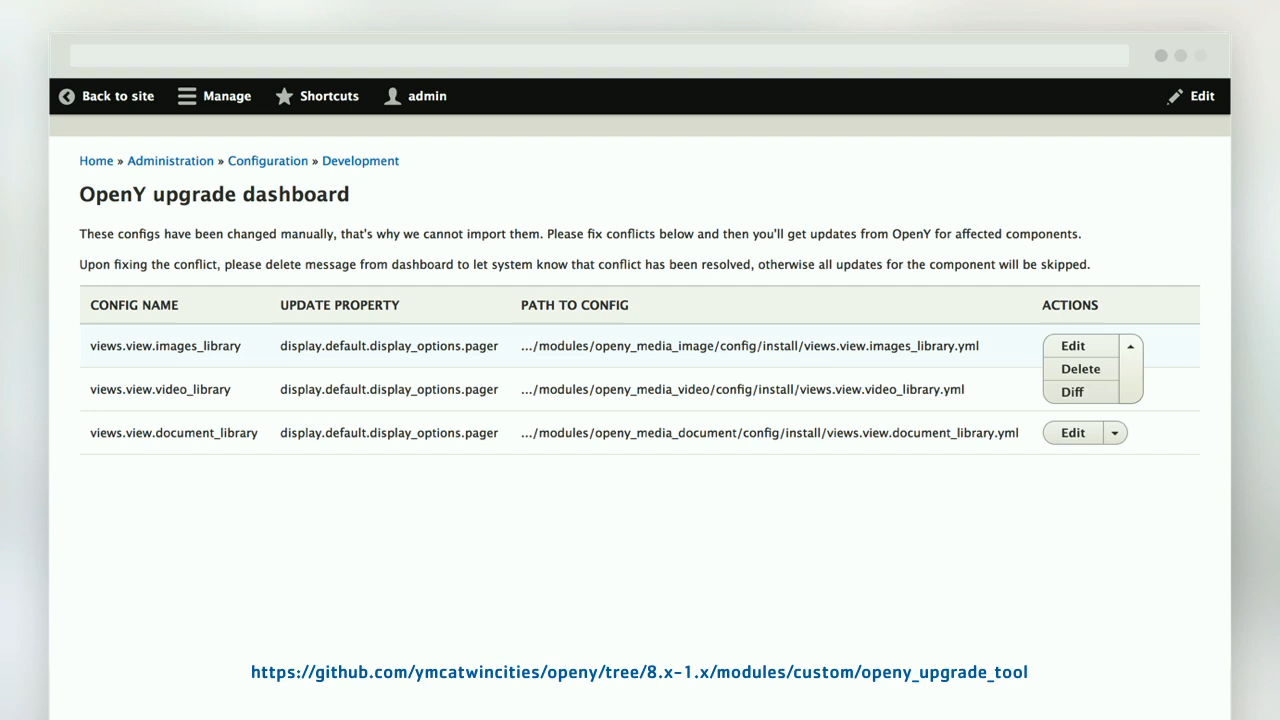 Back to site Manage Shortcuts admin Edit
Home » Administration » Configuration » Development
OpenY upgrade dashboard
These configs have been changed manually, that's why we cannot import them. Please fix conflicts below and then you'll get updates from OpenY for affected components.
Upon fixing the conflict, please delete message from dashboard to let system know that conflict has been resolved, otherwise all updates for the component will be skipped.
CONFIG NAME UPDATE PROPERTY PATH TO CONFIG ACTIONS
views.view.images_library display.default.display_options.pager .../modules/openy_media_image/config/install/views.view.images_library.yml Edit
Delete
views.view.video_library display.default.display_options.pager .../modules/openy_media_video/config/install/views.view.video_library.yml Diff
views.view.document_library display.default.display_options.pager .../modules/openy_media_document/config/install/views.view.document_library.yml Edit
https://github.com/ymcatwincities/openy/tree/8.x-1.x/modules/custom/openy_upgrade_tool